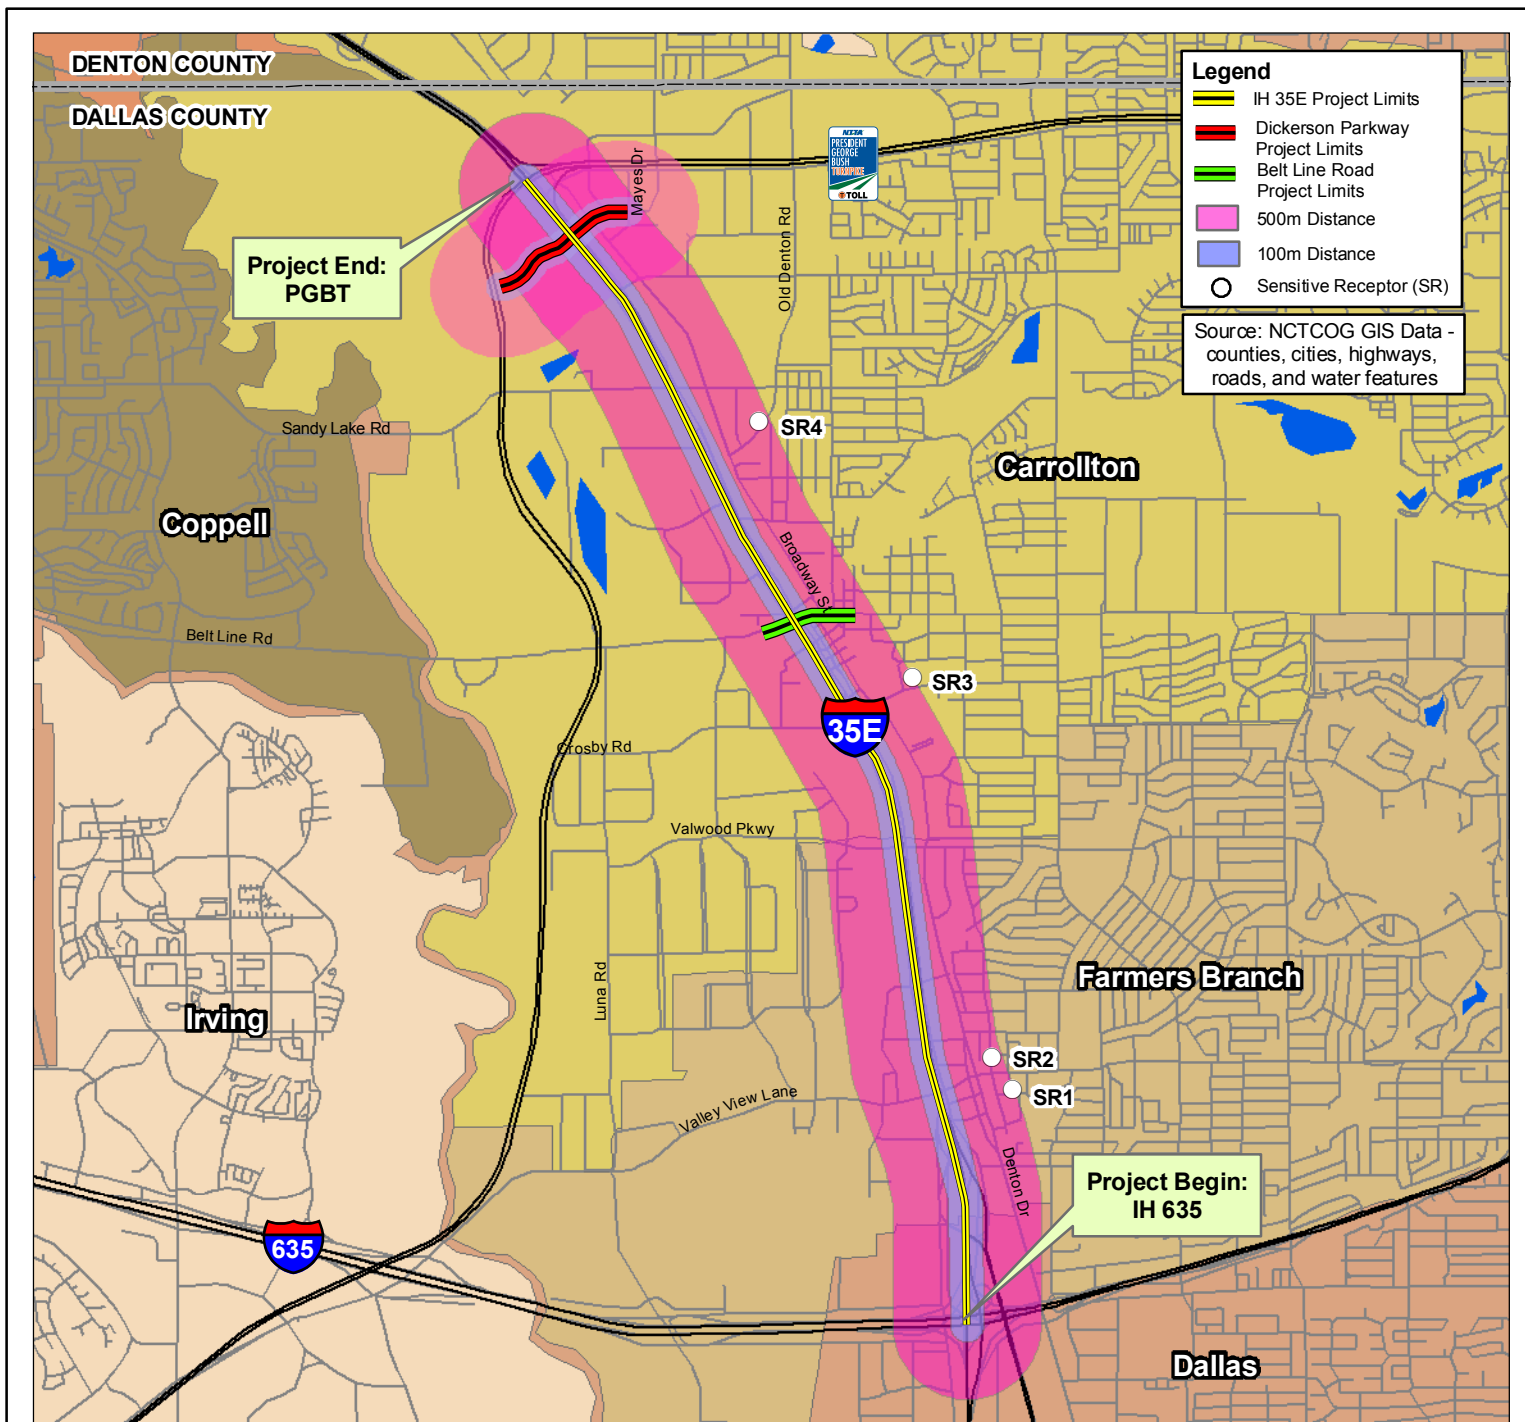 DENTON COUNTY
DALLAS COUNTY
Legend
IH 35E Project Limits
Dickerson Parkway
Project Limits
Belt Line Road
Project Limits
500m Distance
100m Distance
Sensitive Receptor (SR)
Source: NCTCOG GIS Data -
counties, cities, highways,
roads, and water features
NTTA
PRESIDENT
GEORGE
BUSH
TURNPIKE
TOLL
Mayes Dr
Old Denton Rd
Project End:
PGBT
Sandy Lake Rd
SR4
Carrollton
Coppell
Broadway St
Belt Line Rd
SR3
35E
Crosby Rd
Valwood Pkwy
Luna Rd
Farmers Branch
Irving
SR2
SR1
Valley View Lane
Denton Dr
Project Begin:
IH 635
635
Dallas